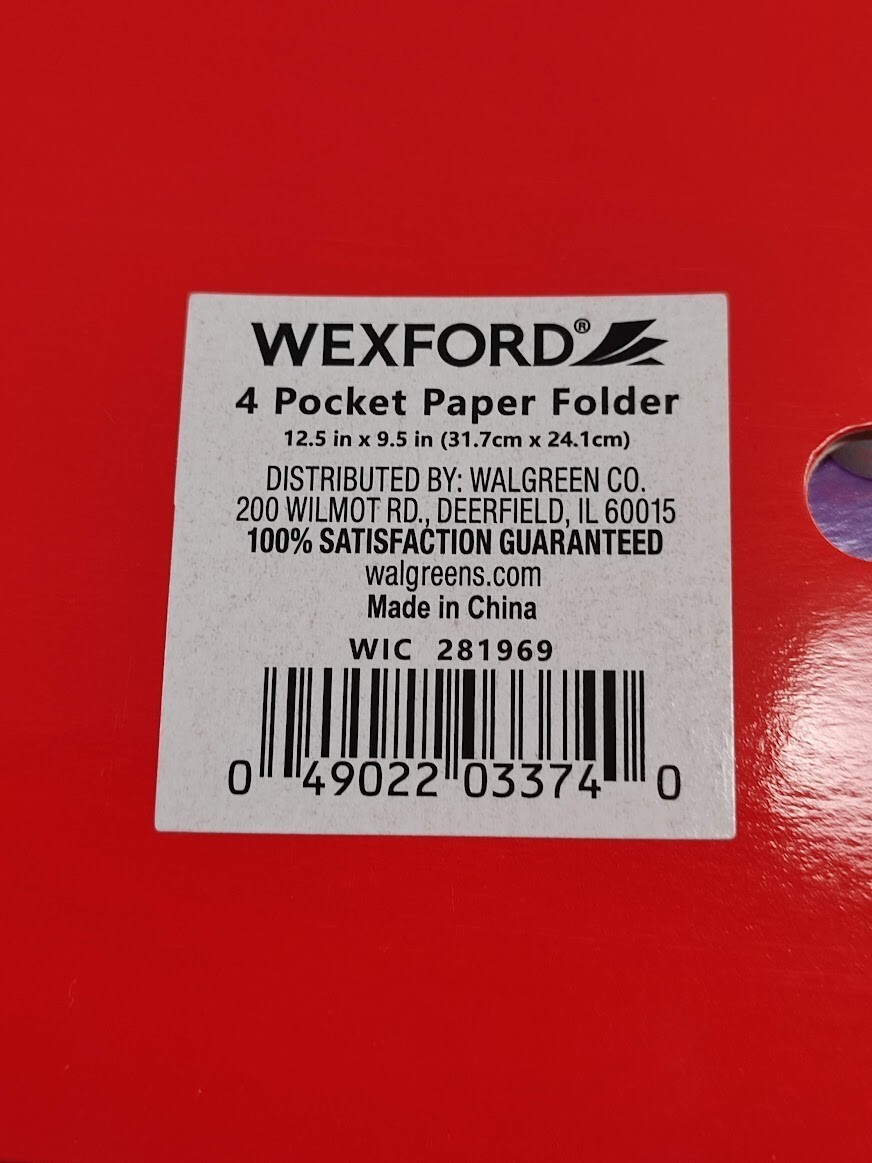 WEXFORD®
4 Pocket Paper Folder
12.5 in x 9.5 in (31.7cm x 24.1cm)
DISTRIBUTED BY: WALGREEN CO.
200 WILMOT RD., DEERFIELD, IL 60015
100% SATISFACTION GUARANTEED
walgreens.com
Made in China
WIC 281969
0 49022 03374 0